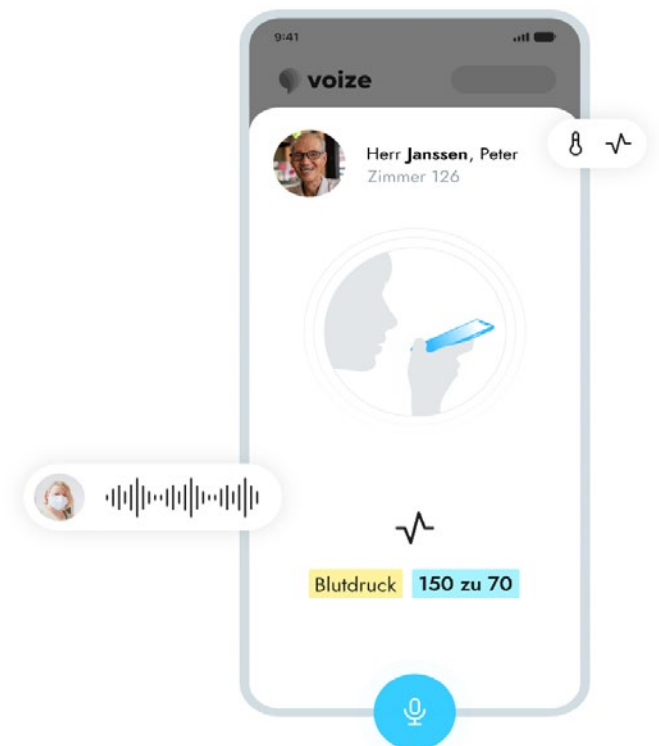 9:41
voize
Herr Janssen, Peter
Zimmer 126
Blutdruck 150 zu 70